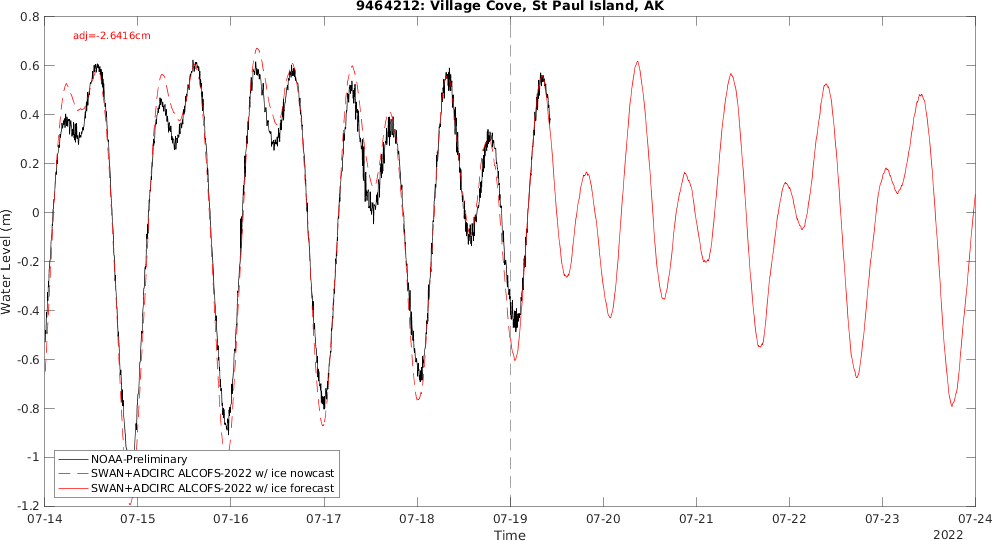 9464212: Village Cove, St Paul Island, AK
adj=-2.6416cm
Water Level (m)
0.8
0.6
0.4
0.2
0
-0.2
-0.4
-0.6
-0.8
-1
-1.2
NOAA-Preliminary
SWAN+ADCIRC ALCOFS-2022 w/ ice nowcast
SWAN+ADCIRC ALCOFS-2022 w/ ice forecast
07-14 07-15 07-16 07-17 07-18 07-19 07-20 07-21 07-22 07-23 07-24
Time
2022